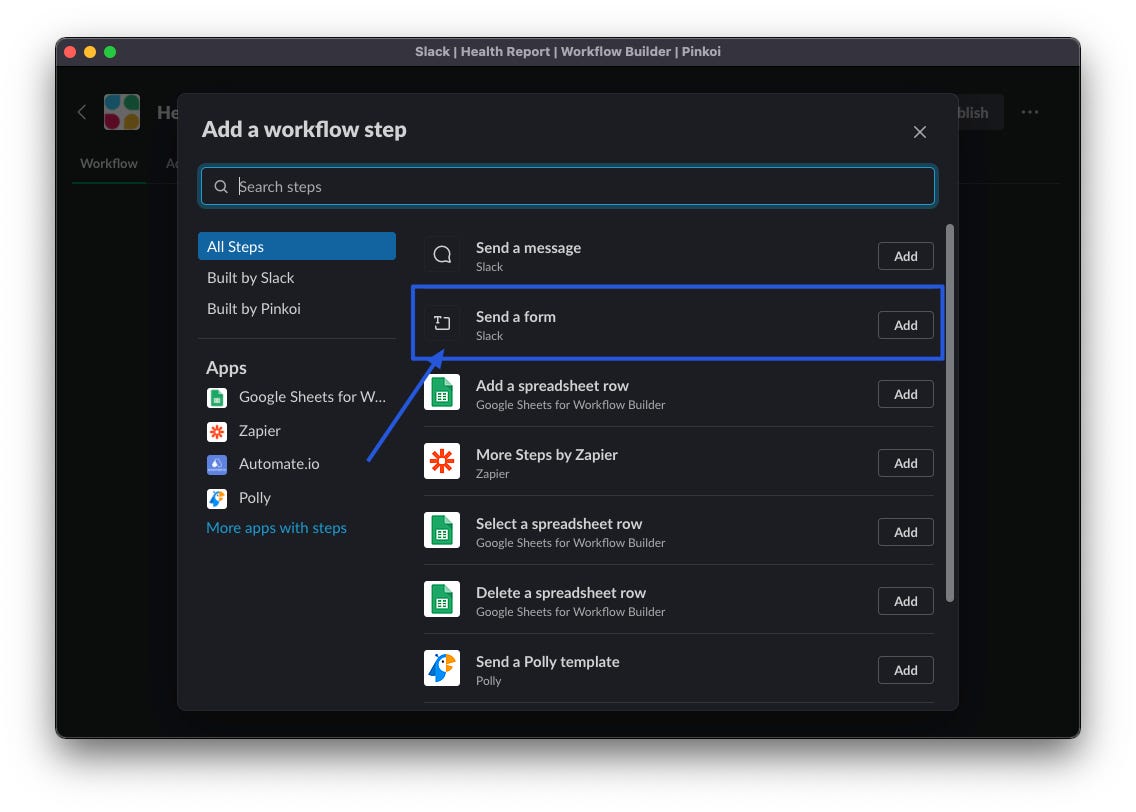 Slack | Health Report | Workflow Builder | Pinkoi
He
blish
Workflow
Ad
Add a workflow step
Search steps
All Steps
Built by Slack
Built by Pinkoi
Apps
Google Sheets for W...
Zapier
Automate.io
Polly
More apps with steps
Send a message
Slack
Add
Send a form
Slack
Add
Add a spreadsheet row
Google Sheets for Workflow Builder
Add
More Steps by Zapier
Zapier
Add
Select a spreadsheet row
Google Sheets for Workflow Builder
Add
Delete a spreadsheet row
Google Sheets for Workflow Builder
Add
Send a Polly template
Polly
Add